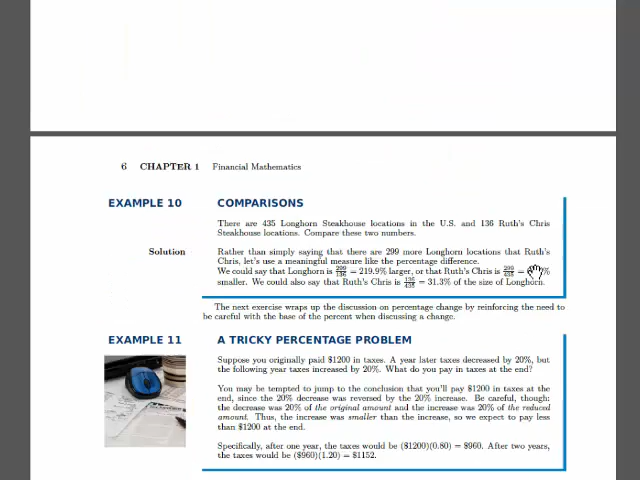 6 CHAPTER 1 Financial Mathematics
EXAMPLE 10 COMPARISONS
There are 435 Longhorn Steakhouse locations in the U.S. and 136 Ruth's Chris
Steakhouse locations. Compare these two numbers.
Solution Rather than simply saying that there are 299 more Longhorn locations that Ruth's
Chris, let's use a meaningful measure like the percentage difference.
We could say that Longhorn is 299/136 = 219.9% larger, or that Ruth's Chris is 299/435 = %
smaller. We could also say that Ruth's Chris is 136/435 = 31.3% of the size of Longhorn.
The next exercise wraps up the discussion on percentage change by reinforcing the need to
be careful with the base of the percent when discussing a change.
EXAMPLE 11 A TRICKY PERCENTAGE PROBLEM
Suppose you originally paid $1200 in taxes. A year later taxes decreased by 20%, but
the following year taxes increased by 20%. What do you pay in taxes at the end?
You may be tempted to jump to the conclusion that you'll pay $1200 in taxes at the
end, since the 20% decrease was reversed by the 20% increase. Be careful, though:
the decrease was 20% of the original amount and the increase was 20% of the reduced
amount. Thus, the increase was smaller than the increase, so we expect to pay less
than $1200 at the end.
Specifically, after one year, the taxes would be ($1200)(0.80) = $960. After two years,
the taxes would be ($960)(1.20) = $1152.